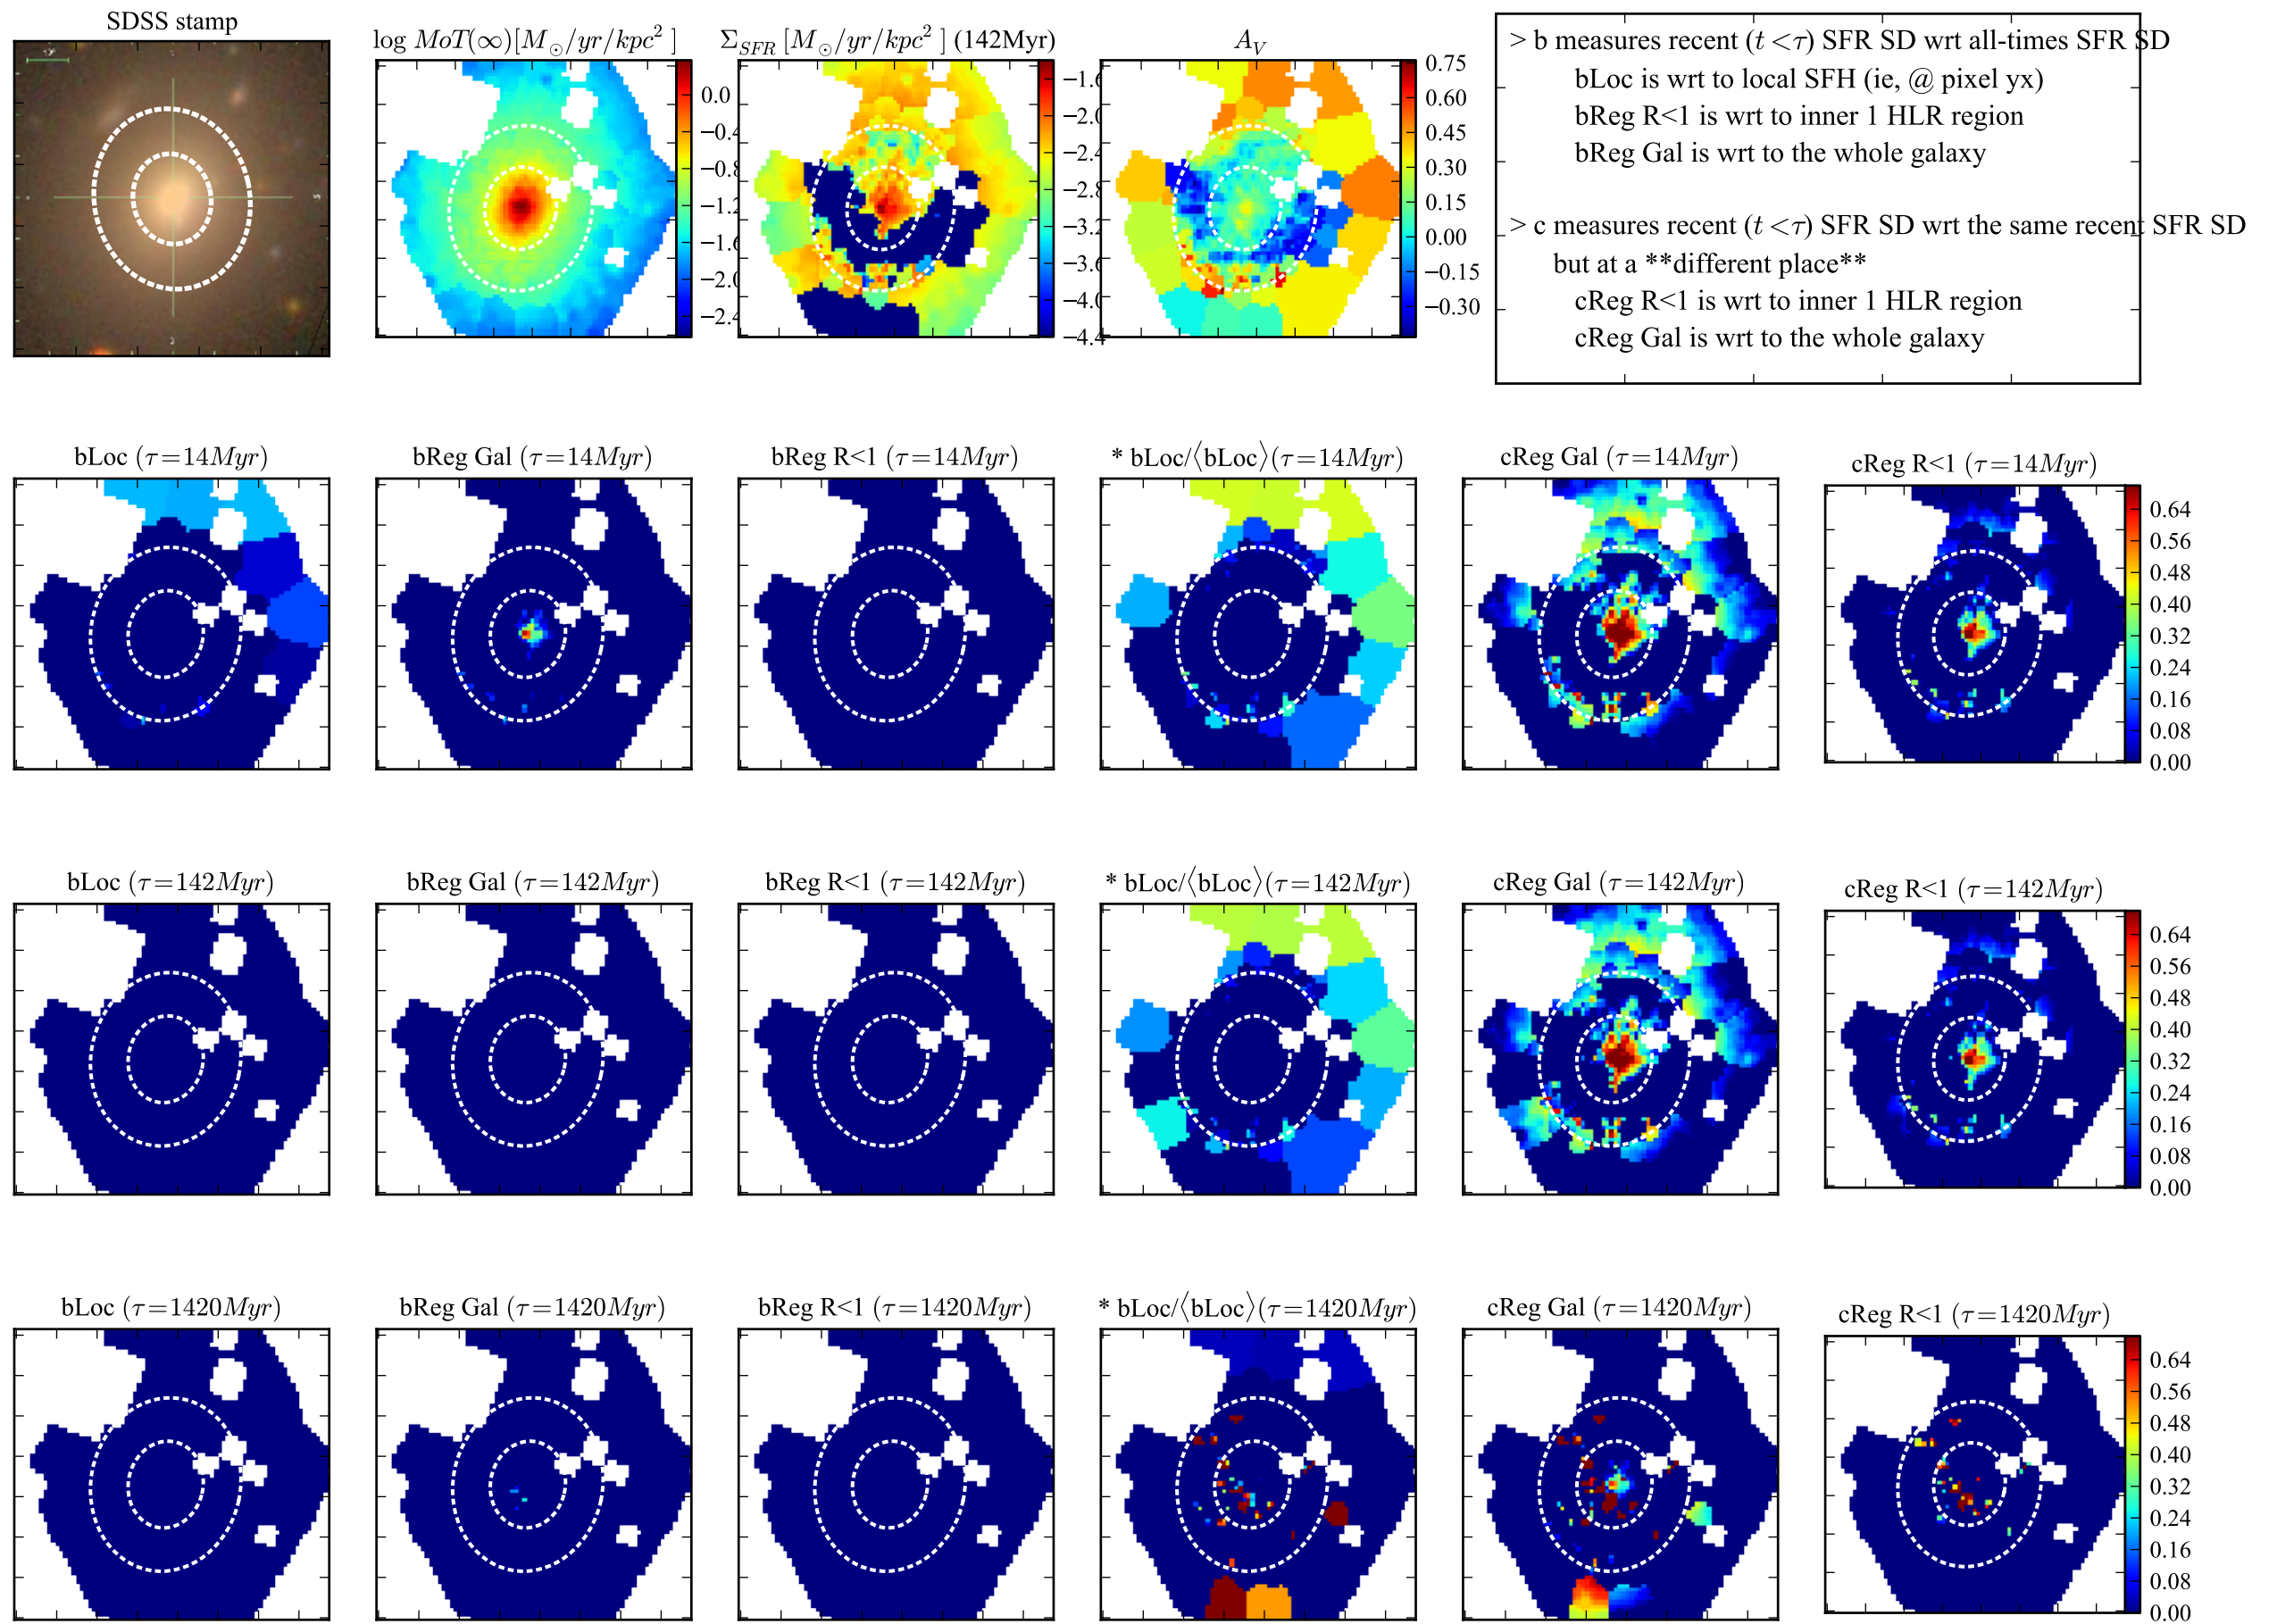 SDSS stamp
log MoT(∞)[M⊙/yr/kpc² ]
Σ_SFR [M⊙/yr/kpc² ] (142Myr)
A_V
0.0
−0.4
−0.8
−1.2
−1.6
−2.0
−2.4
−1.6
−2.0
−2.4
−2.8
−3.2
−3.6
−4.0
−4.4
0.75
0.60
0.45
0.30
0.15
0.00
−0.15
−0.30
> b measures recent (t <τ) SFR SD wrt all-times SFR SD
bLoc is wrt to local SFH (ie, @ pixel yx)
bReg R<1 is wrt to inner 1 HLR region
bReg Gal is wrt to the whole galaxy
> c measures recent (t <τ) SFR SD wrt the same recent SFR SD
but at a **different place**
cReg R<1 is wrt to inner 1 HLR region
cReg Gal is wrt to the whole galaxy
bLoc (τ=14Myr)
bReg Gal (τ=14Myr)
bReg R<1 (τ=14Myr)
* bLoc/⟨bLoc⟩(τ=14Myr)
cReg Gal (τ=14Myr)
cReg R<1 (τ=14Myr)
0.64
0.56
0.48
0.40
0.32
0.24
0.16
0.08
0.00
bLoc (τ=142Myr)
bReg Gal (τ=142Myr)
bReg R<1 (τ=142Myr)
* bLoc/⟨bLoc⟩(τ=142Myr)
cReg Gal (τ=142Myr)
cReg R<1 (τ=142Myr)
0.64
0.56
0.48
0.40
0.32
0.24
0.16
0.08
0.00
bLoc (τ=1420Myr)
bReg Gal (τ=1420Myr)
bReg R<1 (τ=1420Myr)
* bLoc/⟨bLoc⟩(τ=1420Myr)
cReg Gal (τ=1420Myr)
cReg R<1 (τ=1420Myr)
0.64
0.56
0.48
0.40
0.32
0.24
0.16
0.08
0.00